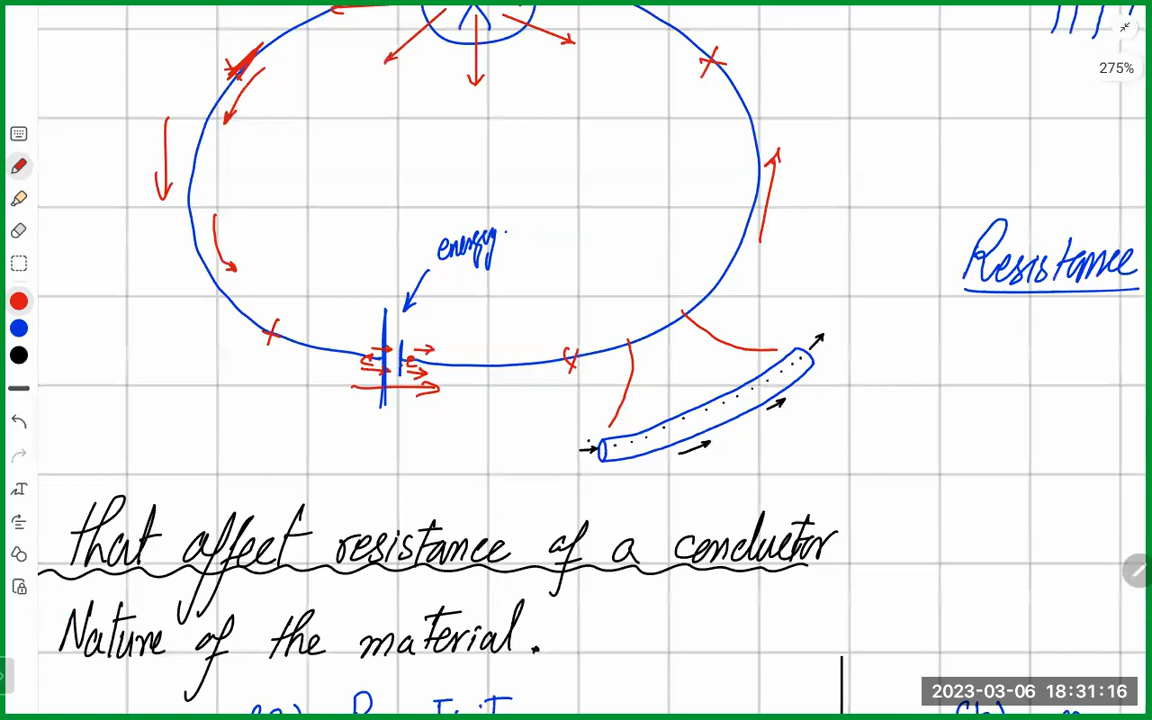 275%
energy.
Resistance
that affect resistance of a conductor
Nature of the material.
2023-03-06 18:31:16